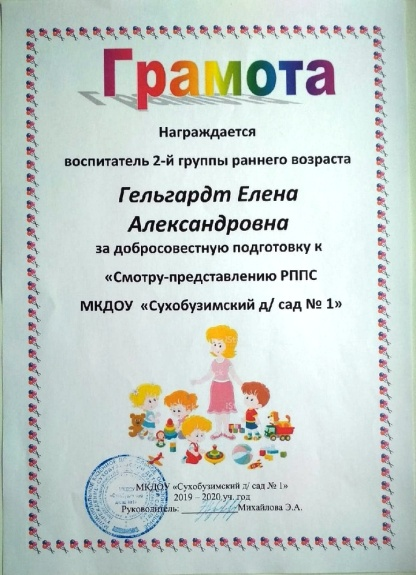 Грамота
Награждается
воспитатель 2-й группы раннего возраста
Гельгардт Елена
Александровна
за добросовестную подготовку к
«Смотру-представлению РППС
МКДОУ «Сухобузимский д/ сад № 1»
МКДОУ «Сухобузимский д/ сад № 1»
2019 – 2020 уч. год
Руководитель: Михайлова Э.А.